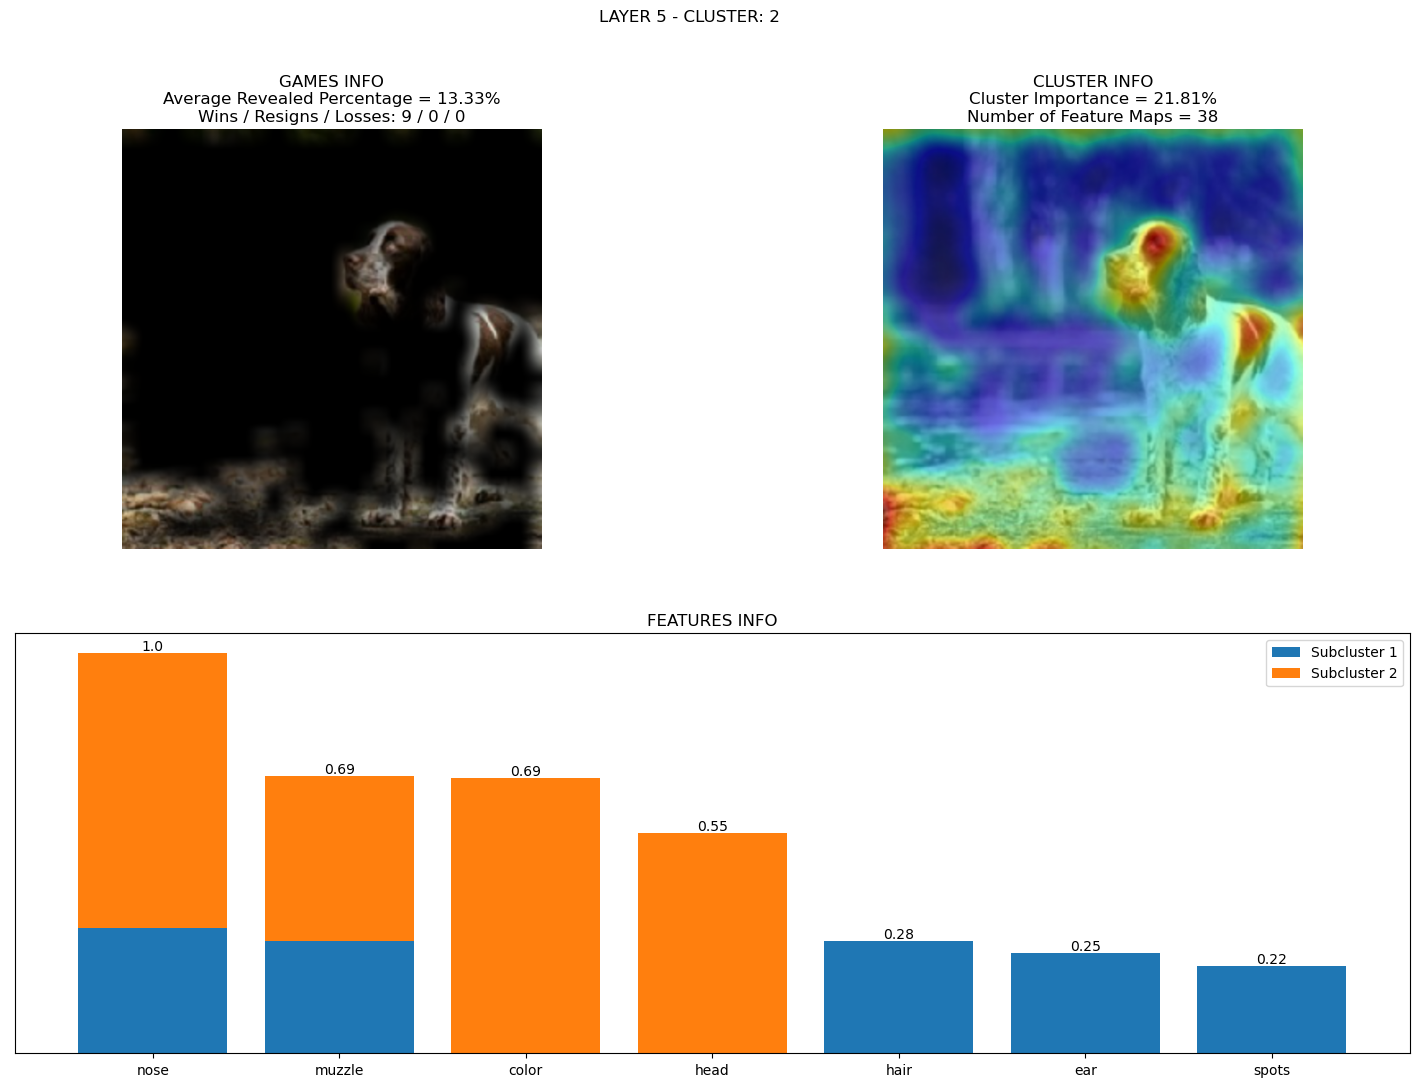 LAYER 5 - CLUSTER: 2
GAMES INFO
Average Revealed Percentage = 13.33%
Wins / Resigns / Losses: 9 / 0 / 0
CLUSTER INFO
Cluster Importance = 21.81%
Number of Feature Maps = 38
FEATURES INFO
Subcluster 1
Subcluster 2
1.0
0.69
0.69
0.55
0.28
0.25
0.22
nose
muzzle
color
head
hair
ear
spots